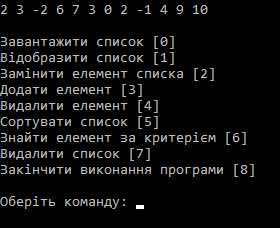 2 3 -2 6 7 3 0 2 -1 4 9 10
Завантажити список [0]
Відобразити список [1]
Замінити елемент списка [2]
Додати елемент [3]
Видалити елемент [4]
Сортувати список [5]
Знайти елемент за критерієм [6]
Видалити список [7]
Закінчити виконання програми [8]
Оберіть команду: